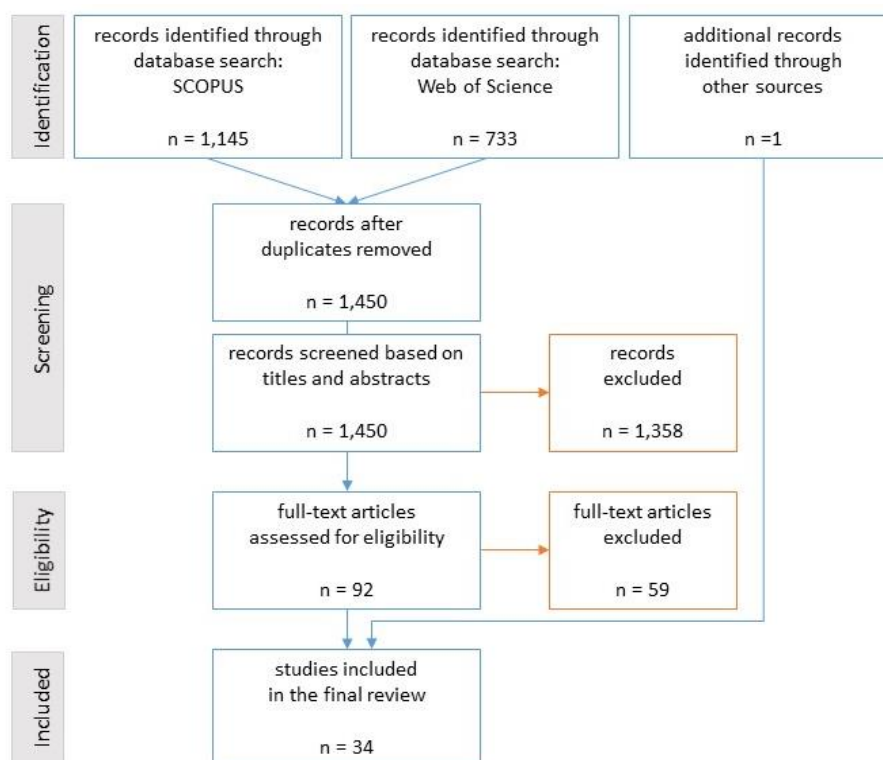 Identification
records identified through
database search:
SCOPUS
n = 1,145
records identified through
database search:
Web of Science
n = 733
additional records
identified through
other sources
n =1
Screening
records after
duplicates removed
n = 1,450
records screened based on
titles and abstracts
n = 1,450
records
excluded
n = 1,358
Eligibility
full-text articles
assessed for eligibility
n = 92
full-text articles
excluded
n = 59
Included
studies included
in the final review
n = 34